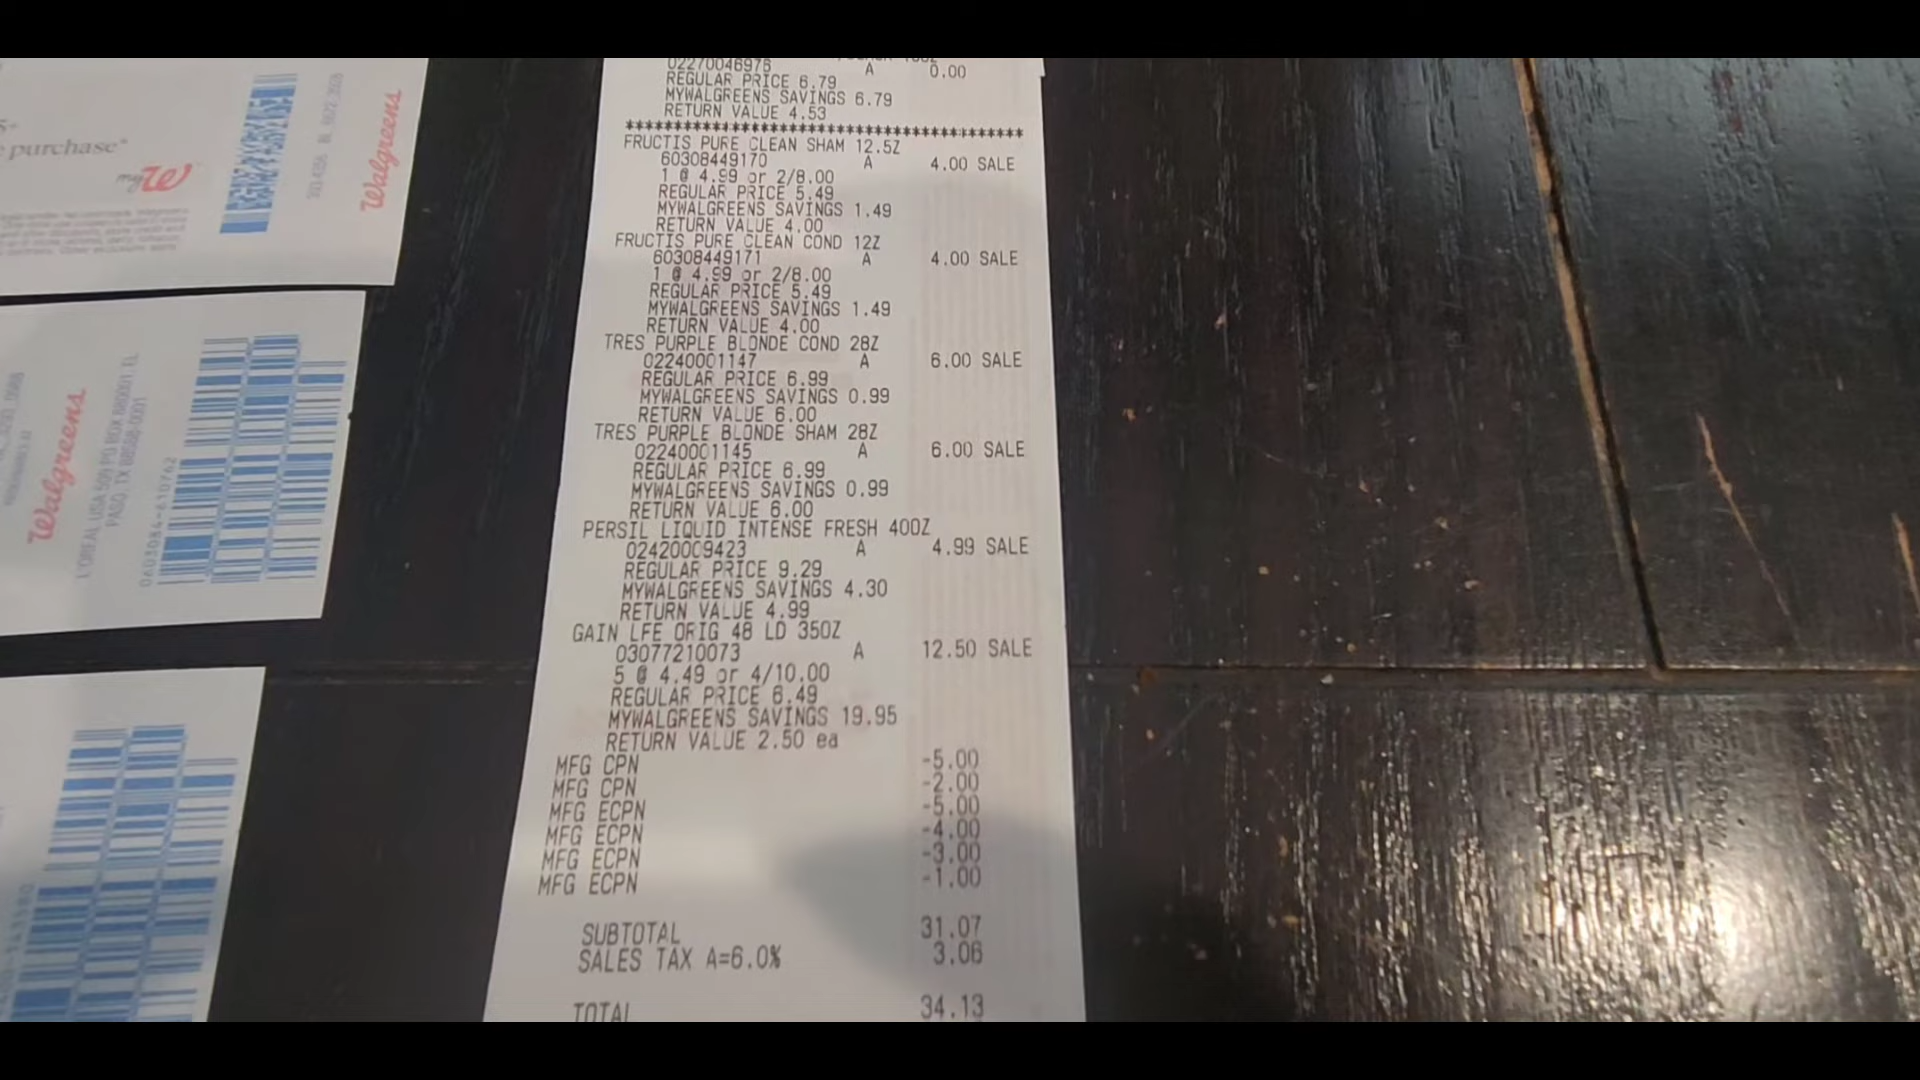 02270046976 A 0.00
REGULAR PRICE 6.79
MYWALGREENS SAVINGS 6.79
RETURN VALUE 4.53
****************************************
FRUCTIS PURE CLEAN SHAM 12.5Z
60308449170 A 4.00 SALE
1 @ 4.99 or 2/8.00
REGULAR PRICE 5.49
MYWALGREENS SAVINGS 1.49
RETURN VALUE 4.00
FRUCTIS PURE CLEAN COND 12Z
60308449171 A 4.00 SALE
1 @ 4.99 or 2/8.00
REGULAR PRICE 5.49
MYWALGREENS SAVINGS 1.49
RETURN VALUE 4.00
TRES PURPLE BLONDE COND 28Z
02240001147 A 6.00 SALE
REGULAR PRICE 6.99
MYWALGREENS SAVINGS 0.99
RETURN VALUE 6.00
TRES PURPLE BLONDE SHAM 28Z
02240001145 A 6.00 SALE
REGULAR PRICE 6.99
MYWALGREENS SAVINGS 0.99
RETURN VALUE 6.00
PERSIL LIQUID INTENSE FRESH 40OZ
02420009423 A 4.99 SALE
REGULAR PRICE 9.29
MYWALGREENS SAVINGS 4.30
RETURN VALUE 4.99
GAIN LFE ORIG 48 LD 35OZ
03077210073 A 12.50 SALE
5 @ 4.49 or 4/10.00
REGULAR PRICE 6.49
MYWALGREENS SAVINGS 19.95
RETURN VALUE 2.50 ea
MFG CPN -5.00
MFG CPN -2.00
MFG ECPN -5.00
MFG ECPN -4.00
MFG ECPN -3.00
MFG ECPN -1.00
SUBTOTAL 31.07
SALES TAX A=6.0% 3.06
TOTAL 34.13
purchase"
my W
Walgreens
Walgreens